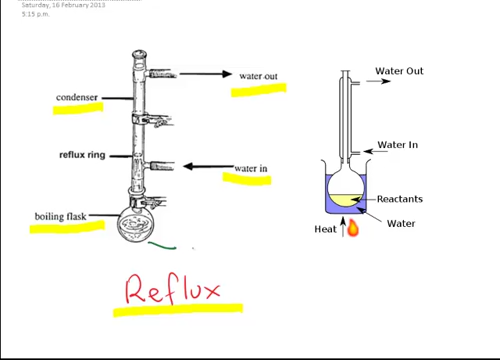 Saturday, 16 February 2013
5:15 p.m.
water out
condenser
reflux ring
water in
boiling flask
Reflux
Water Out
Water In
Reactants
Water
Heat